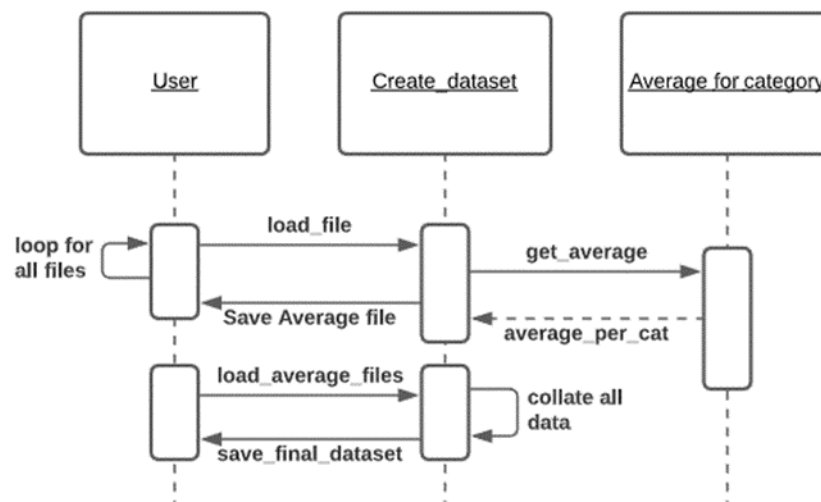 User
Create_dataset
Average for category
loop for
all files
load_file
get_average
Save Average file
average_per_cat
load_average_files
collate all
data
save_final_dataset